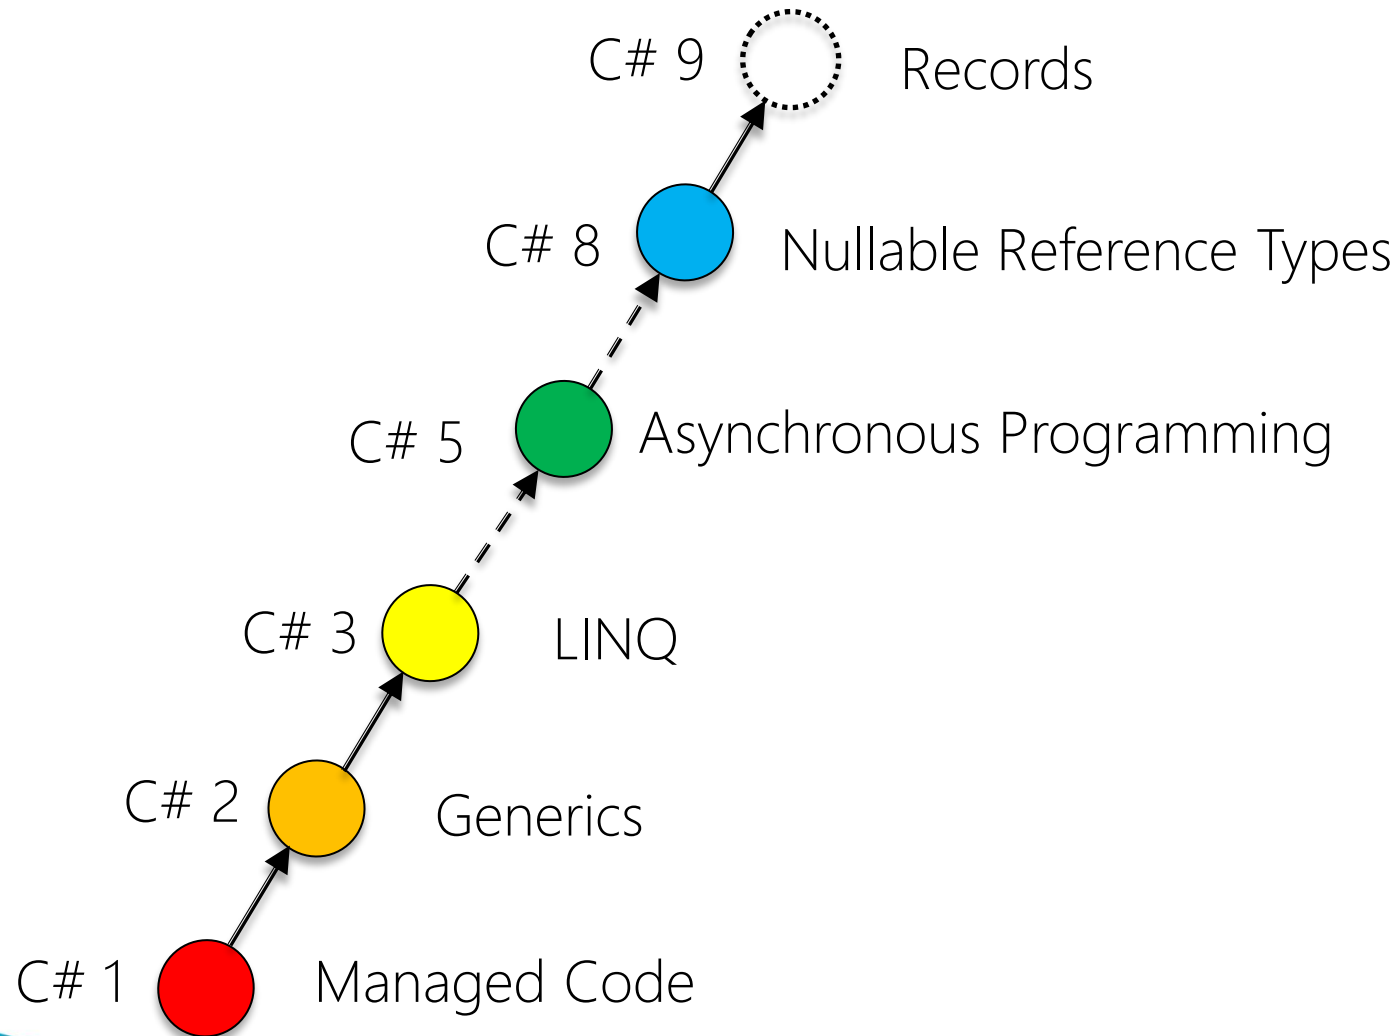 C# 9 Records
C# 8 Nullable Reference Types
C# 5 Asynchronous Programming
C# 3 LINQ
C# 2 Generics
C# 1 Managed Code